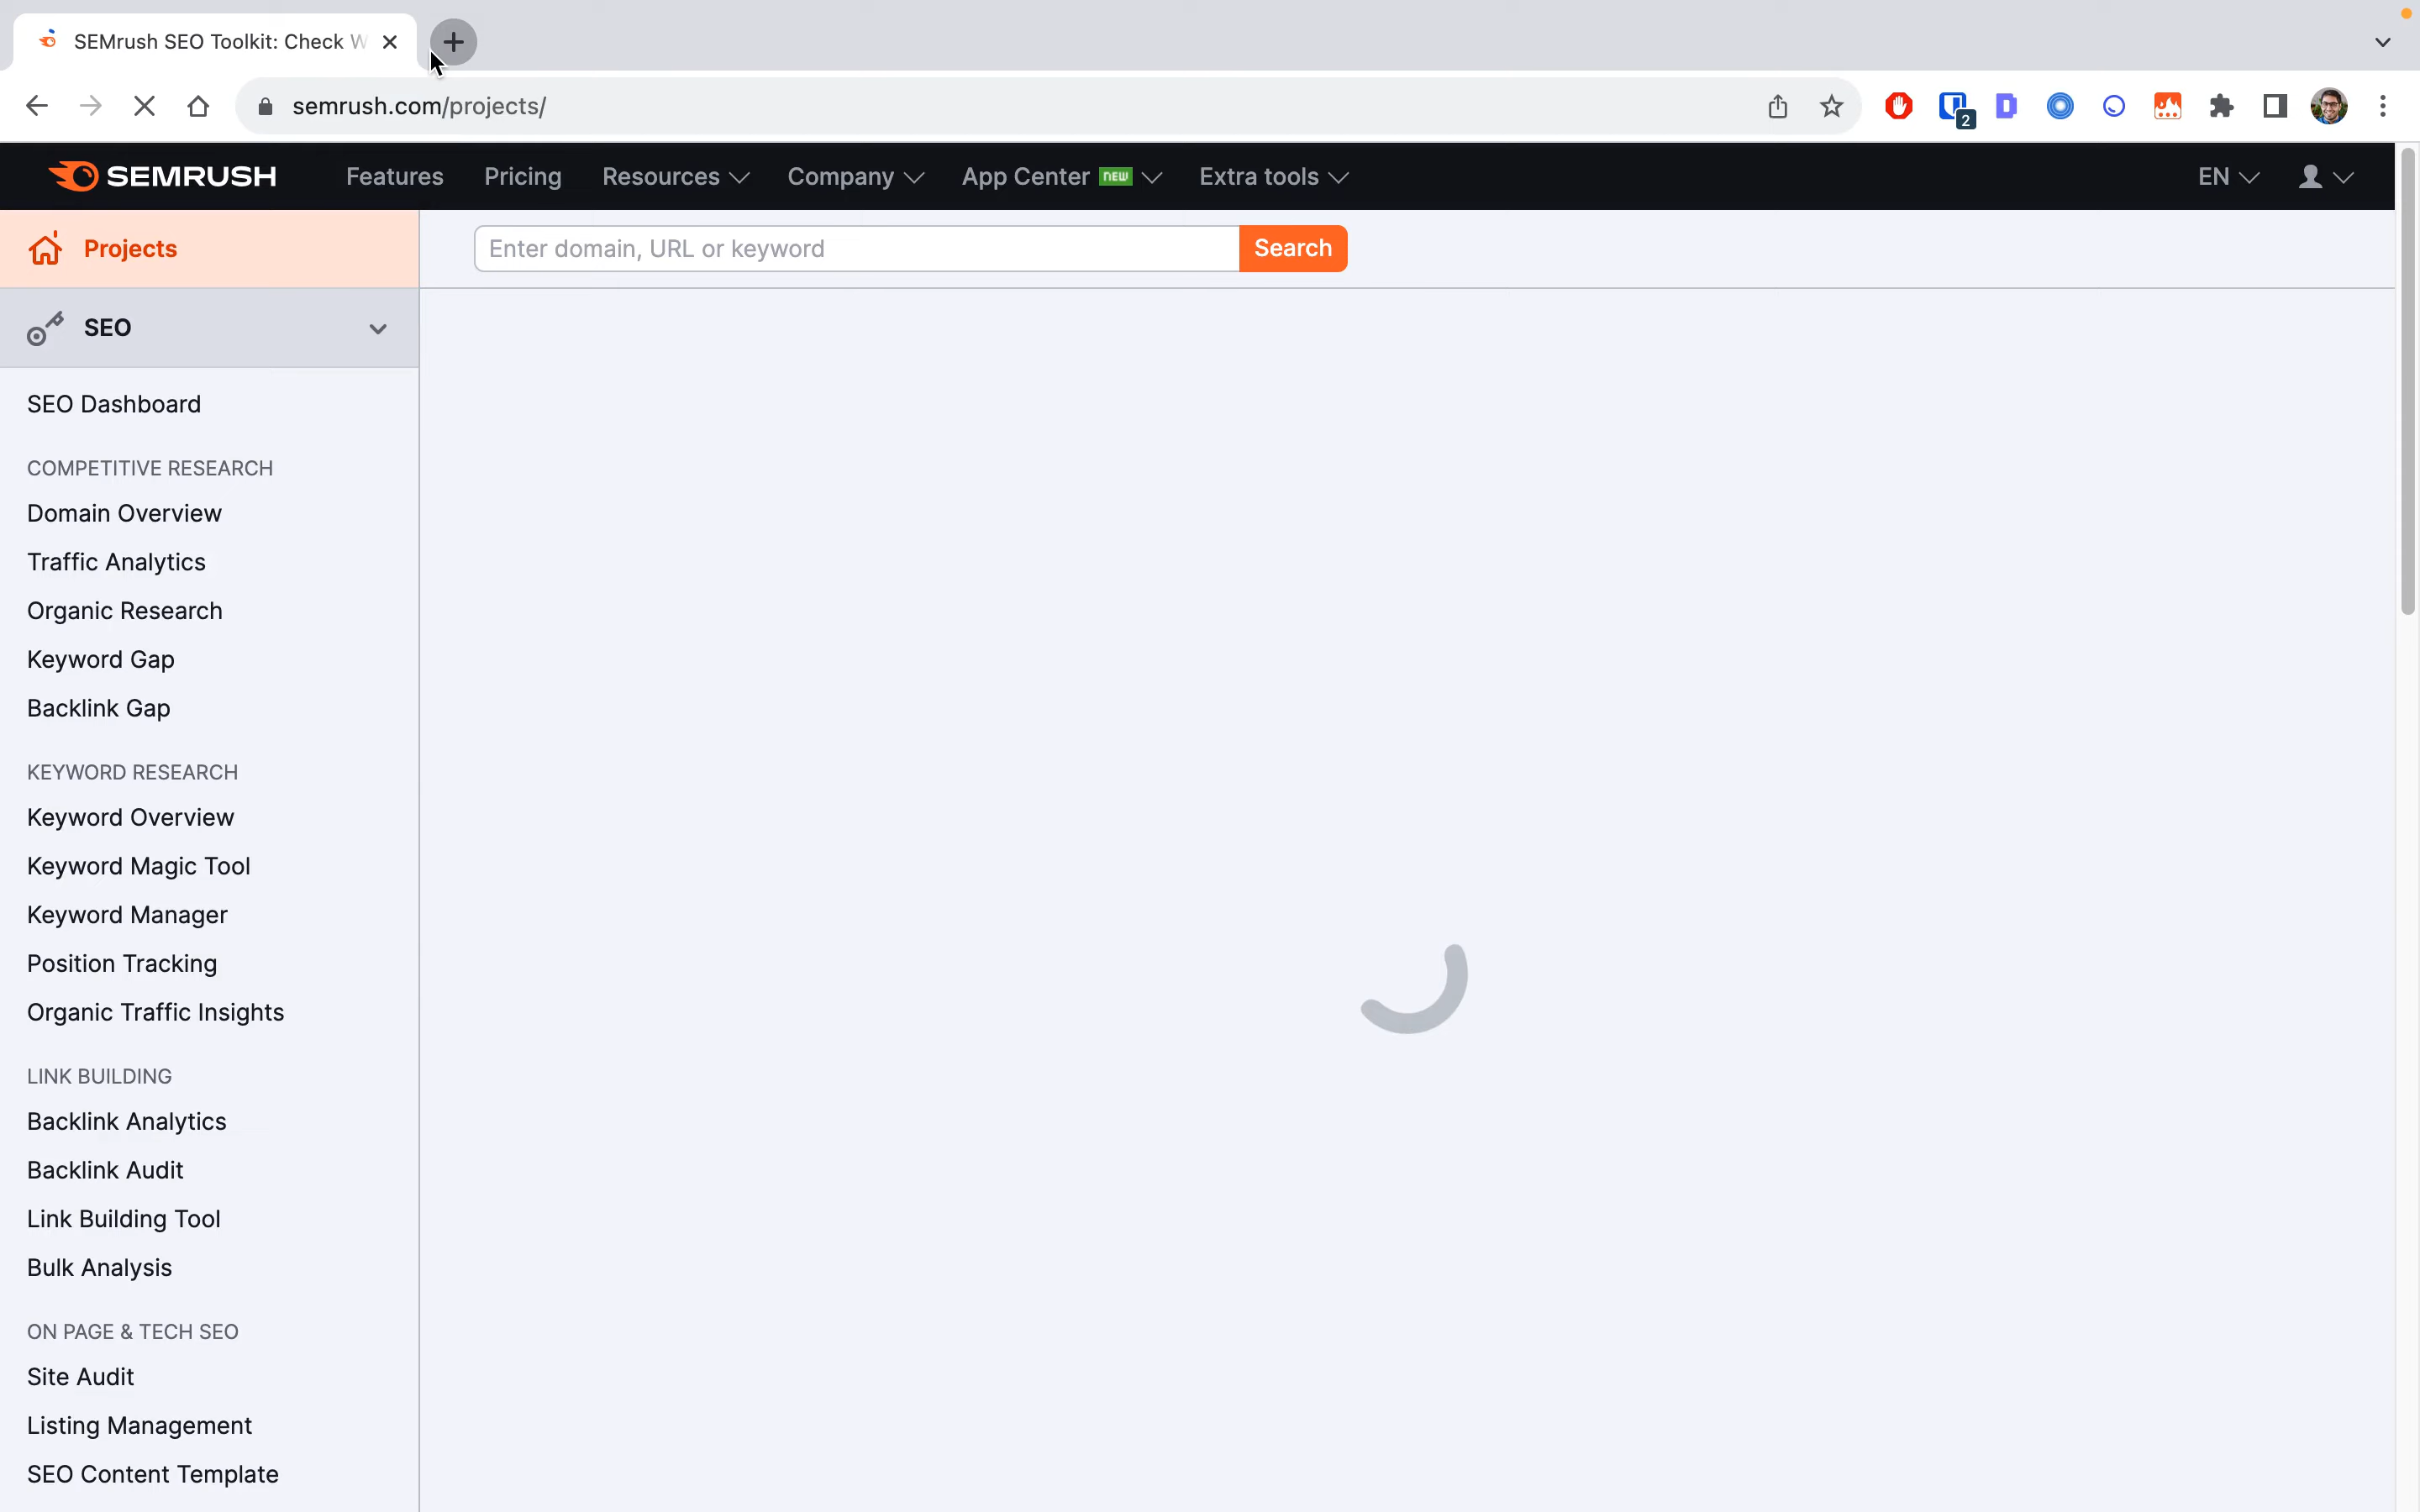 SEMrush SEO Toolkit: Check W
semrush.com/projects/
2
SEMRUSH
Features
Pricing
Resources
Company
App Center new
Extra tools
EN
Projects
Enter domain, URL or keyword
Search
SEO
SEO Dashboard
COMPETITIVE RESEARCH
Domain Overview
Traffic Analytics
Organic Research
Keyword Gap
Backlink Gap
KEYWORD RESEARCH
Keyword Overview
Keyword Magic Tool
Keyword Manager
Position Tracking
Organic Traffic Insights
LINK BUILDING
Backlink Analytics
Backlink Audit
Link Building Tool
Bulk Analysis
ON PAGE & TECH SEO
Site Audit
Listing Management
SEO Content Template